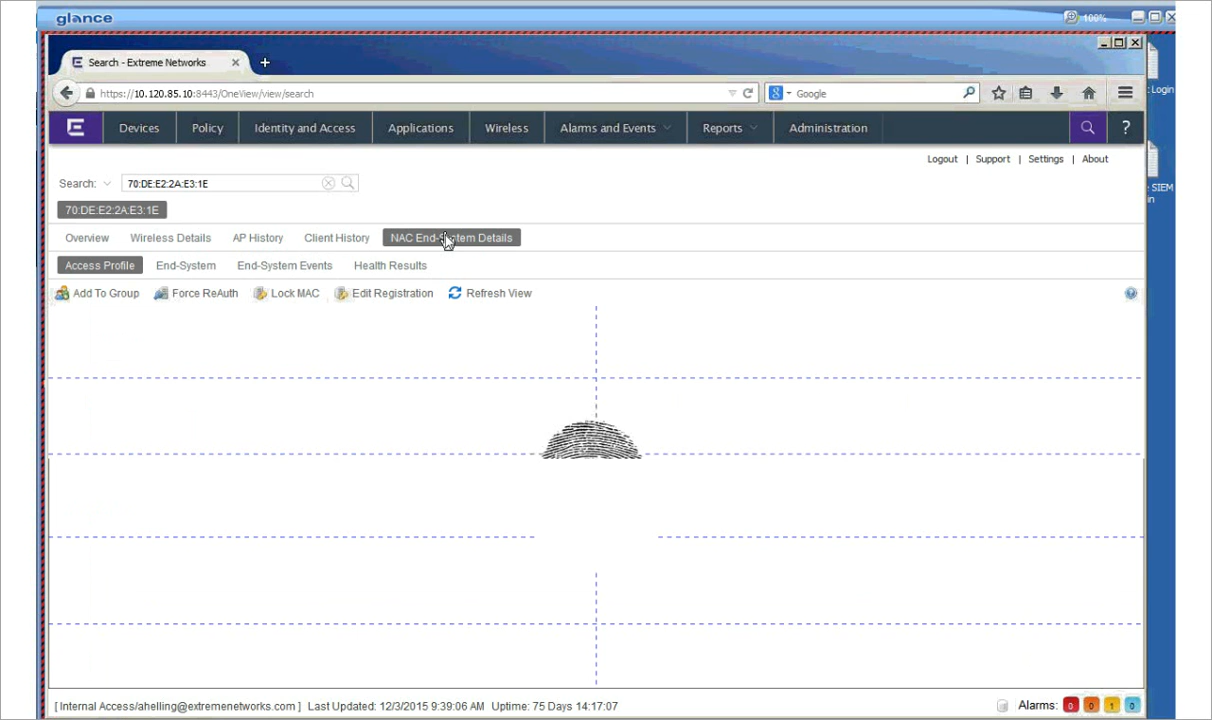 glance
100%
Search - Extreme Networks
https://10.120.85.10:8443/OneView/view/search
Google
Login
Devices Policy Identity and Access Applications Wireless Alarms and Events Reports Administration ?
Logout | Support | Settings | About
SIEM
in
Search: 70:DE:E2:2A:E3:1E
70:DE:E2:2A:E3:1E
Overview Wireless Details AP History Client History NAC End-System Details
Access Profile End-System End-System Events Health Results
Add To Group Force ReAuth Lock MAC Edit Registration Refresh View
[ Internal Access/ahelling@extremenetworks.com ] Last Updated: 12/3/2015 9:39:06 AM Uptime: 75 Days 14:17:07 Alarms: 0 0 1 0